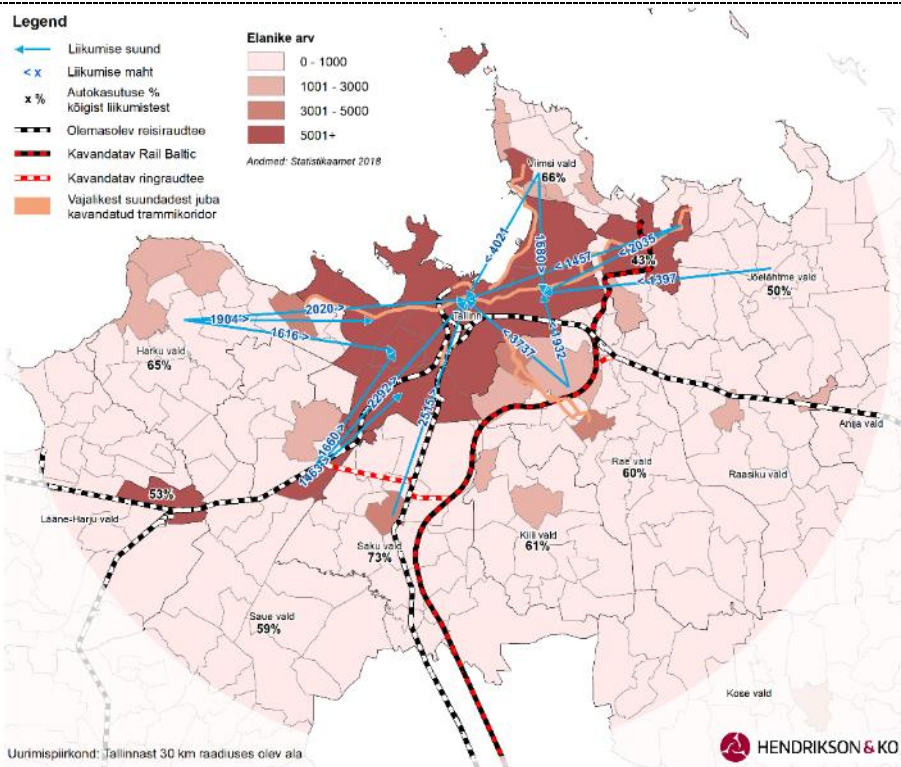 Legend
Liikumise suund
< x Liikumise maht
x % Autokasutuse %
kõigist liikumistest
Olemasolev reisiraudtee
Kavandatav Rail Baltic
Kavandatav ringraudtee
Vajalikest suundadest juba
kavandatud trammikoridor
Elanike arv
0 - 1000
1001 - 3000
3001 - 5000
5001+
Andmed: Statistikaamet 2018
Viimsi vald
66%
< 4021
1680 >
< 1457
< 2035
43%
< 1397
Jõelähtme vald
50%
1904 >
2020 >
1616 >
Tallinn
Harku vald
65%
< 3737
< 1932
2292 >
2515 >
1660 >
1463 >
Anija vald
Rae vald
60%
Raasiku vald
53%
Lääne-Harju vald
Kiili vald
61%
Saku vald
73%
Saue vald
59%
Kose vald
Uurimispiirkond: Tallinnast 30 km raadiuses olev ala
HENDRIKSON & KO